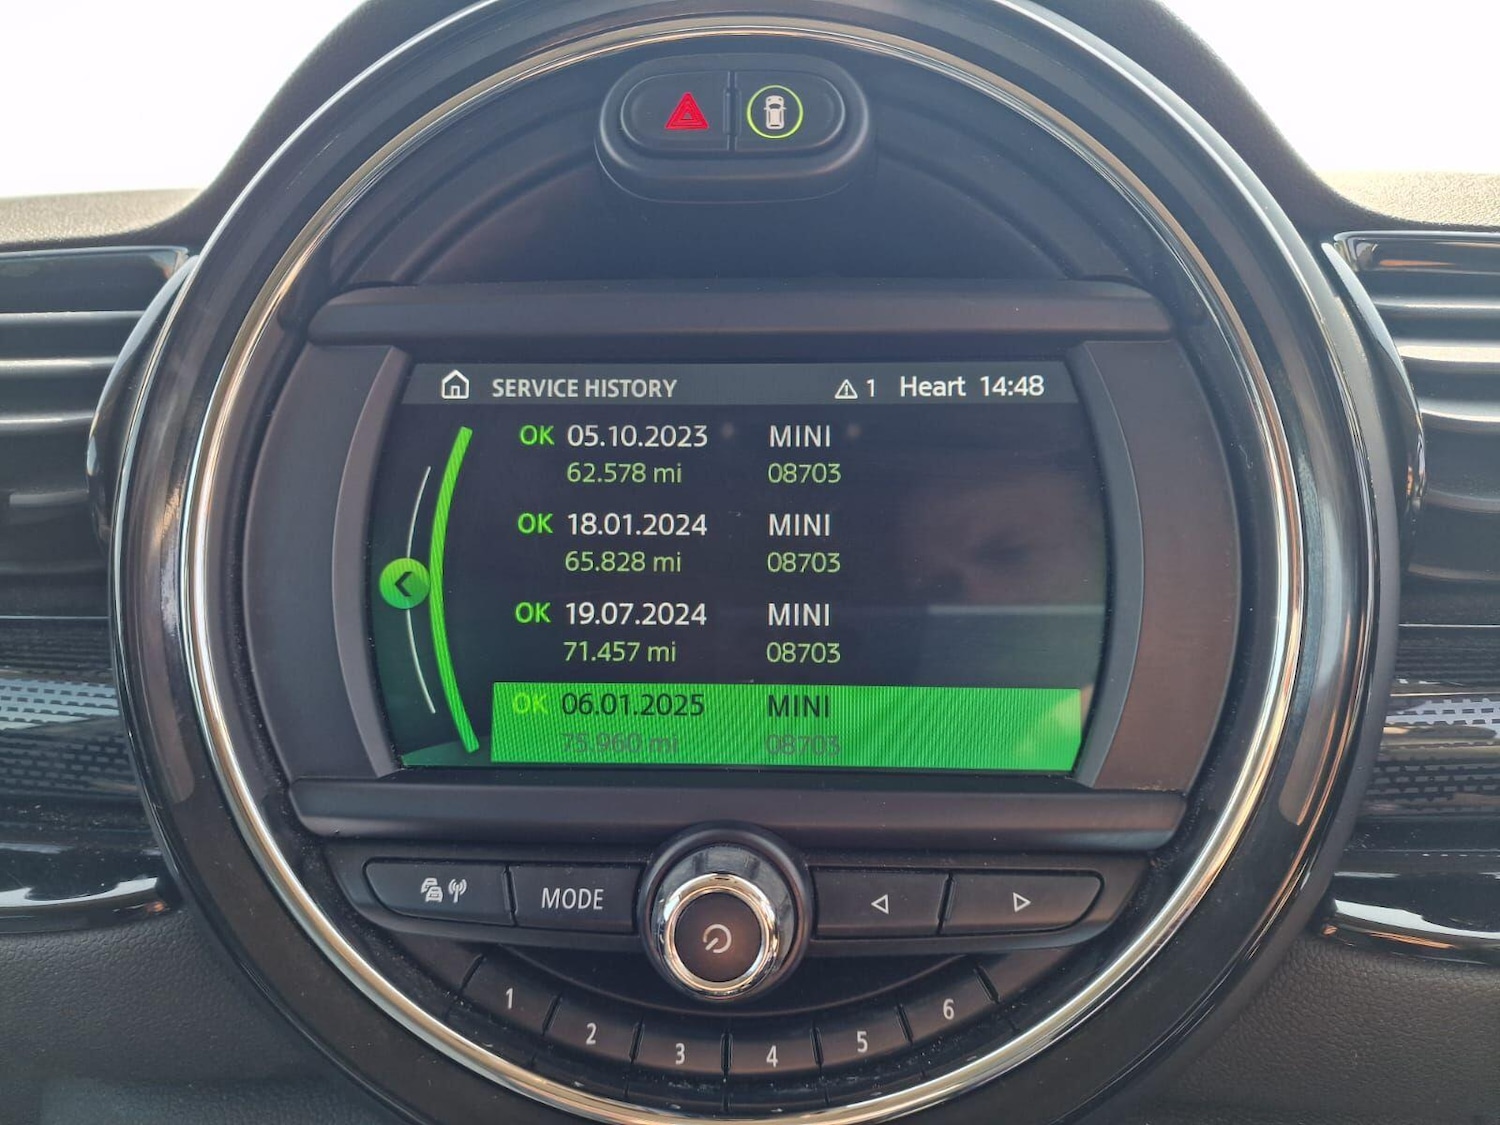 SERVICE HISTORY 1 Heart 14:48
OK 05.10.2023 MINI
62.578 mi 08703
OK 18.01.2024 MINI
65.828 mi 08703
OK 19.07.2024 MINI
71.457 mi 08703
OK 06.01.2025 MINI
75.960 mi 08703
MODE
1 2 3 4 5 6